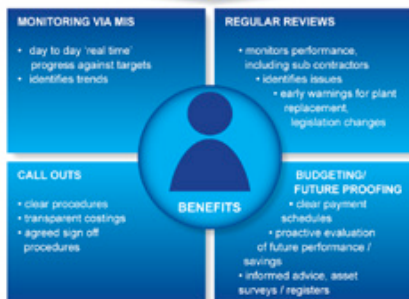 MONITORING VIA MIS
• day to day 'real time'
progress against targets
• identifies trends
REGULAR REVIEWS
• monitors performance,
including sub contractors
• identifies issues
• early warnings for plant
replacement,
legislation changes
CALL OUTS
• clear procedures
• transparent costings
• agreed sign off
procedures
BENEFITS
BUDGETING/
FUTURE PROOFING
• clear payment
schedules
• proactive evaluation
of future performance /
savings
• informed advice, asset
surveys / registers